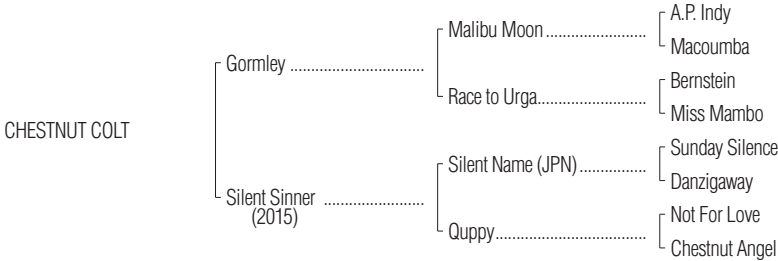 CHESTNUT COLT
Gormley ................................
Silent Sinner ........................
(2015)
Malibu Moon ........................
Race to Urga..........................
Silent Name (JPN) ................
Quppy....................................
A.P. Indy
Macoumba
Bernstein
Miss Mambo
Sunday Silence
Danzigaway
Not For Love
Chestnut Angel